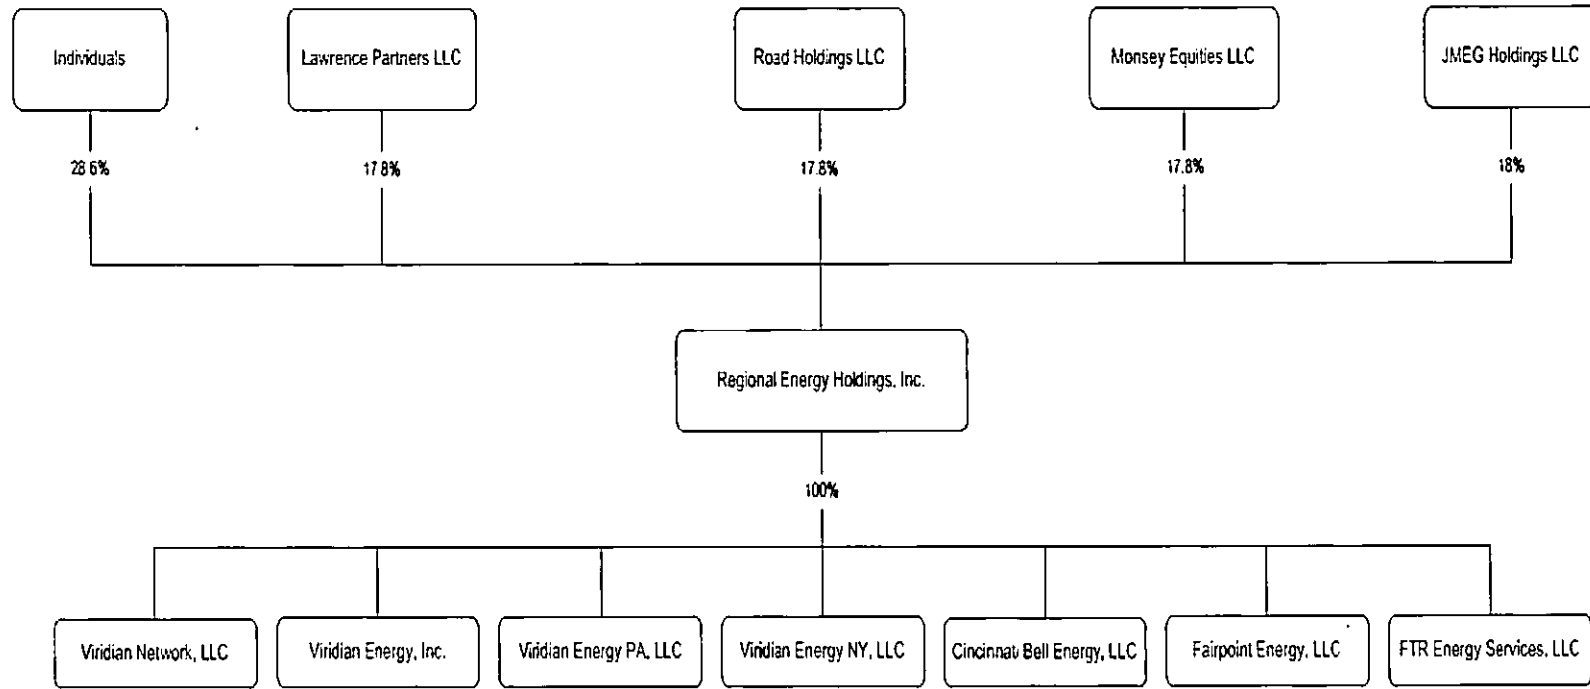 Individuals
Lawrence Partners LLC
Road Holdings LLC
Monsey Equities LLC
JMEG Holdings LLC
28.6%
17.8%
17.8%
17.8%
18%
Regional Energy Holdings, Inc.
100%
Viridian Network, LLC
Viridian Energy, Inc.
Viridian Energy PA, LLC
Viridian Energy NY, LLC
Cincinnati Bell Energy, LLC
Fairpoint Energy, LLC
FTR Energy Services, LLC